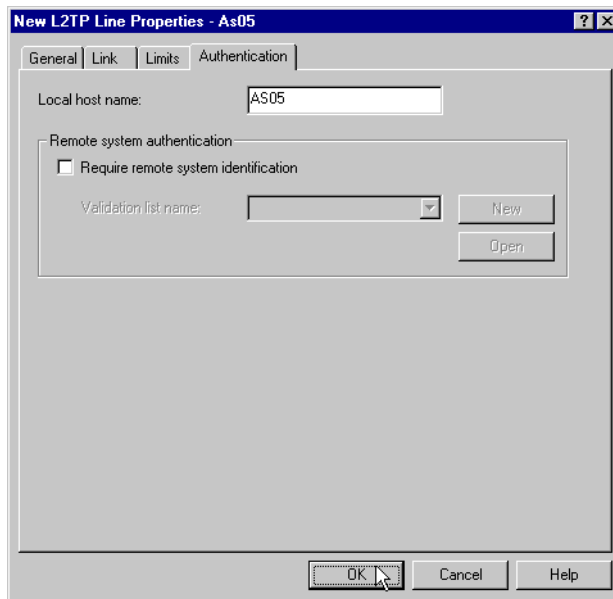 New L2TP Line Properties - As05
General Link Limits Authentication
Local host name: AS05
Remote system authentication
Require remote system identification
Validation list name: New
Open
OK Cancel Help